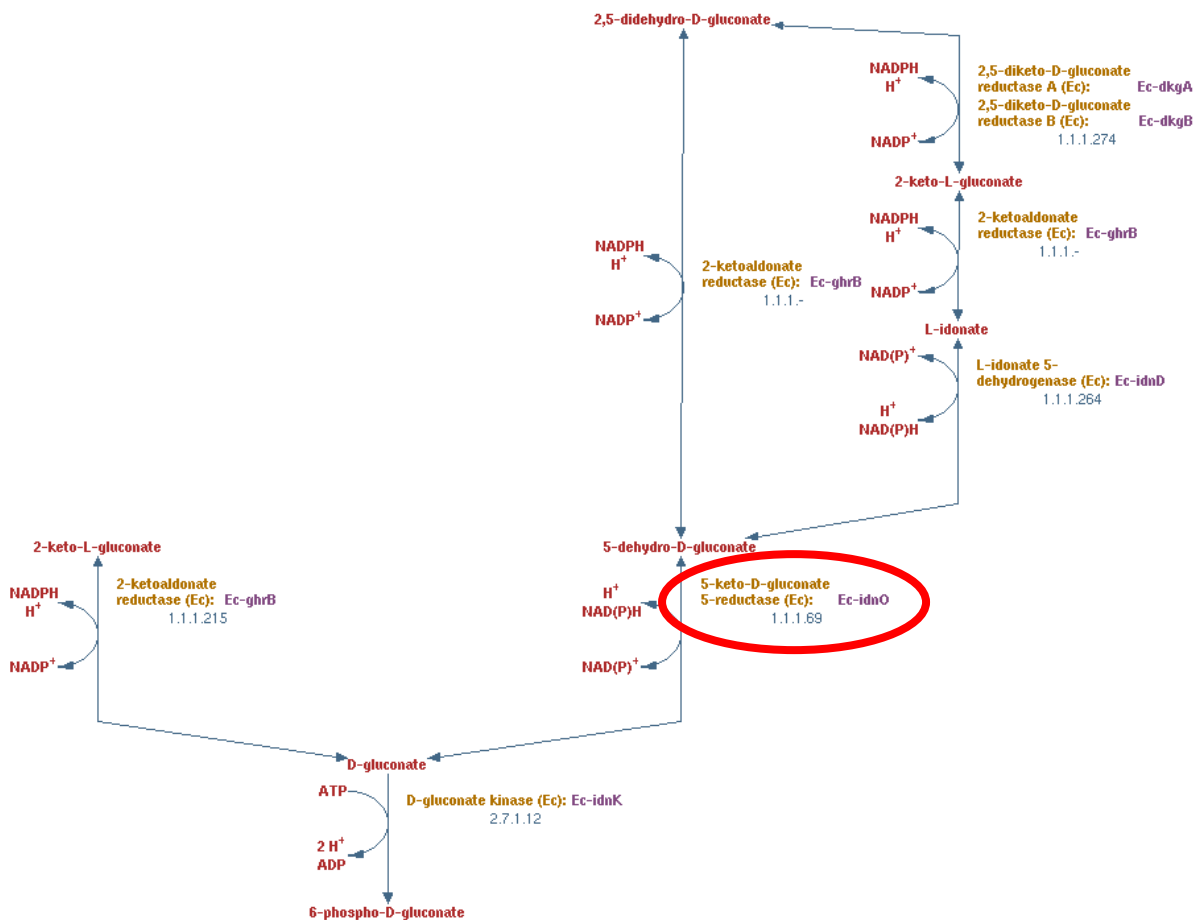 2,5-didehydro-D-gluconate
NADPH
H+
NADP+
2,5-diketo-D-gluconate
reductase A (Ec): Ec-dkgA
2,5-diketo-D-gluconate
reductase B (Ec): Ec-dkgB
1.1.1.274
2-keto-L-gluconate
NADPH
H+
NADP+
2-ketoaldonate
reductase (Ec): Ec-ghrB
1.1.1.-
NADPH
H+
NADP+
2-ketoaldonate
reductase (Ec): Ec-ghrB
1.1.1.-
L-idonate
NAD(P)+
H+
NAD(P)H
L-idonate 5-
dehydrogenase (Ec): Ec-idnD
1.1.1.264
2-keto-L-gluconate
NADPH
H+
NADP+
2-ketoaldonate
reductase (Ec): Ec-ghrB
1.1.1.215
5-dehydro-D-gluconate
H+
NAD(P)H
NAD(P)+
5-keto-D-gluconate
5-reductase (Ec): Ec-idnO
1.1.1.69
D-gluconate
ATP
2 H+
ADP
D-gluconate kinase (Ec): Ec-idnK
2.7.1.12
6-phospho-D-gluconate